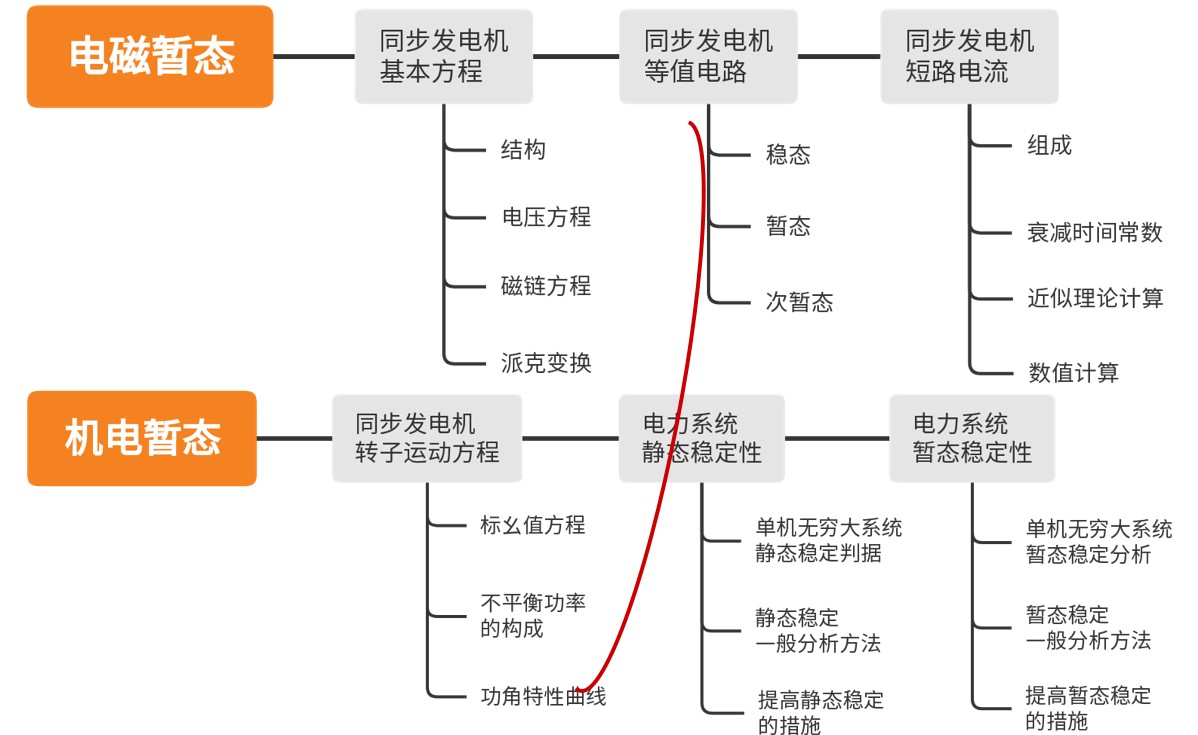 电磁暂态
同步发电机
基本方程
结构
电压方程
磁链方程
派克变换
同步发电机
等值电路
稳态
暂态
次暂态
同步发电机
短路电流
组成
衰减时间常数
近似理论计算
数值计算
机电暂态
同步发电机
转子运动方程
标幺值方程
不平衡功率
的构成
功角特性曲线
电力系统
静态稳定性
单机无穷大系统
静态稳定判据
静态稳定
一般分析方法
提高静态稳定
的措施
电力系统
暂态稳定性
单机无穷大系统
暂态稳定分析
暂态稳定
一般分析方法
提高暂态稳定
的措施